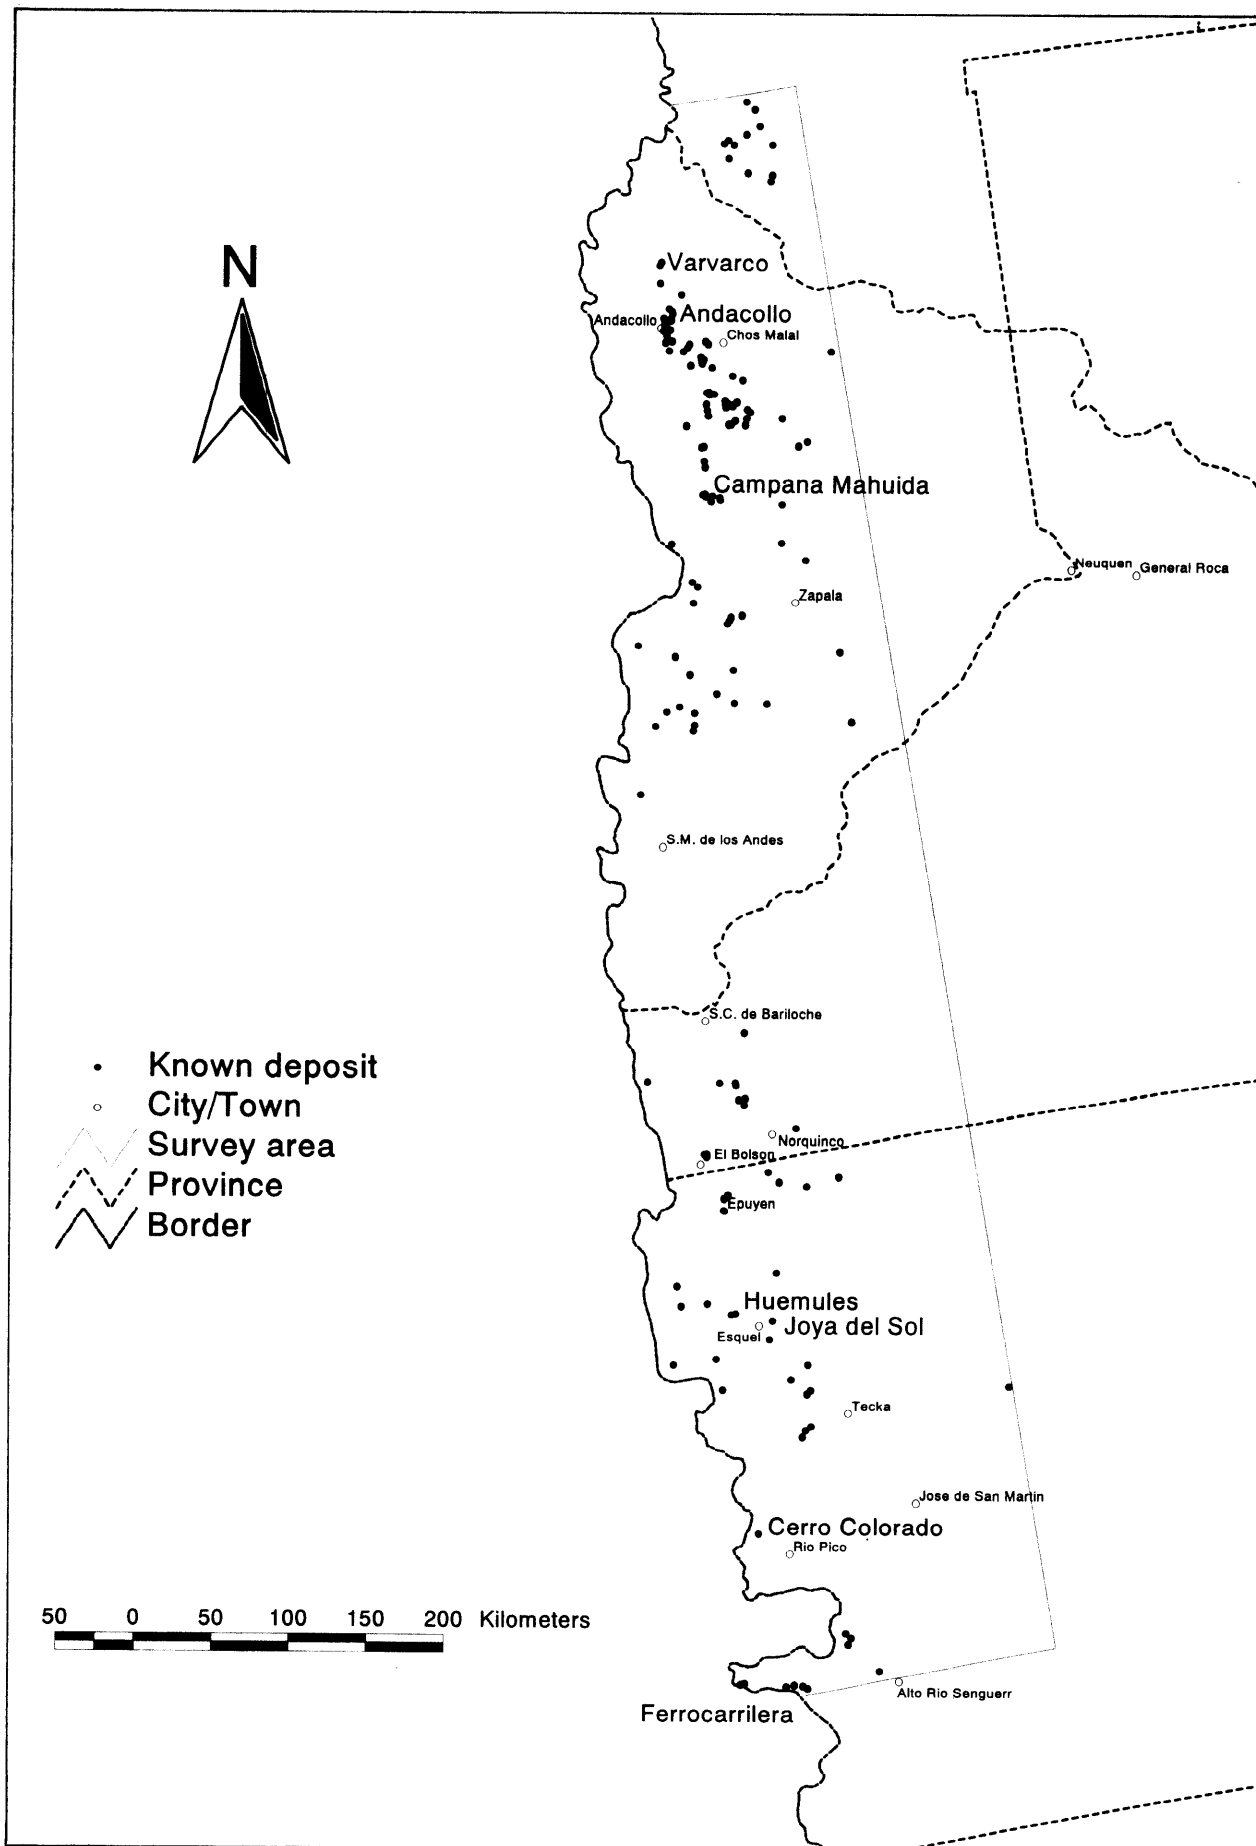 N
Varvarco
Andacollo
Andacollo
Chos Malal
Campana Mahuida
Neuquen
General Roca
Zapala
S.M. de los Andes
S.C. de Bariloche
Known deposit
City/Town
Survey area
Province
Border
Norquinco
El Bolson
Epuyen
Huemules
Joya del Sol
Esquel
Tecka
Jose de San Martin
Cerro Colorado
Rio Pico
50 0 50 100 150 200 Kilometers
Alto Rio Senguerr
Ferrocarrilera